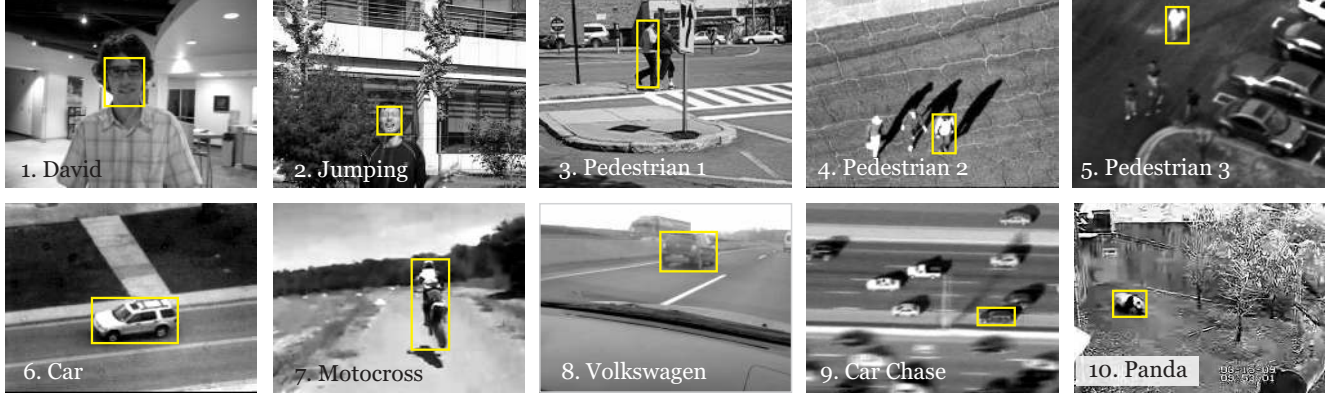 1. David
2. Jumping
3. Pedestrian 1
4. Pedestrian 2
5. Pedestrian 3
6. Car
7. Motocross
8. Volkswagen
9. Car Chase
10. Panda